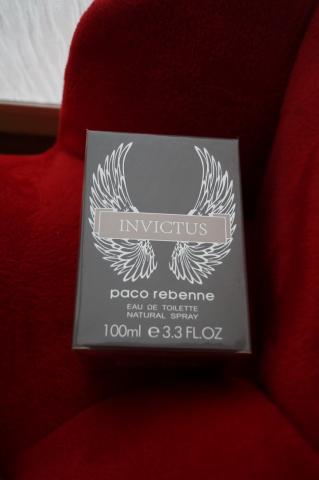 INVICTUS
paco rebenne
EAU DE TOILETTE
NATURAL SPRAY
100ml e 3.3 FL.OZ